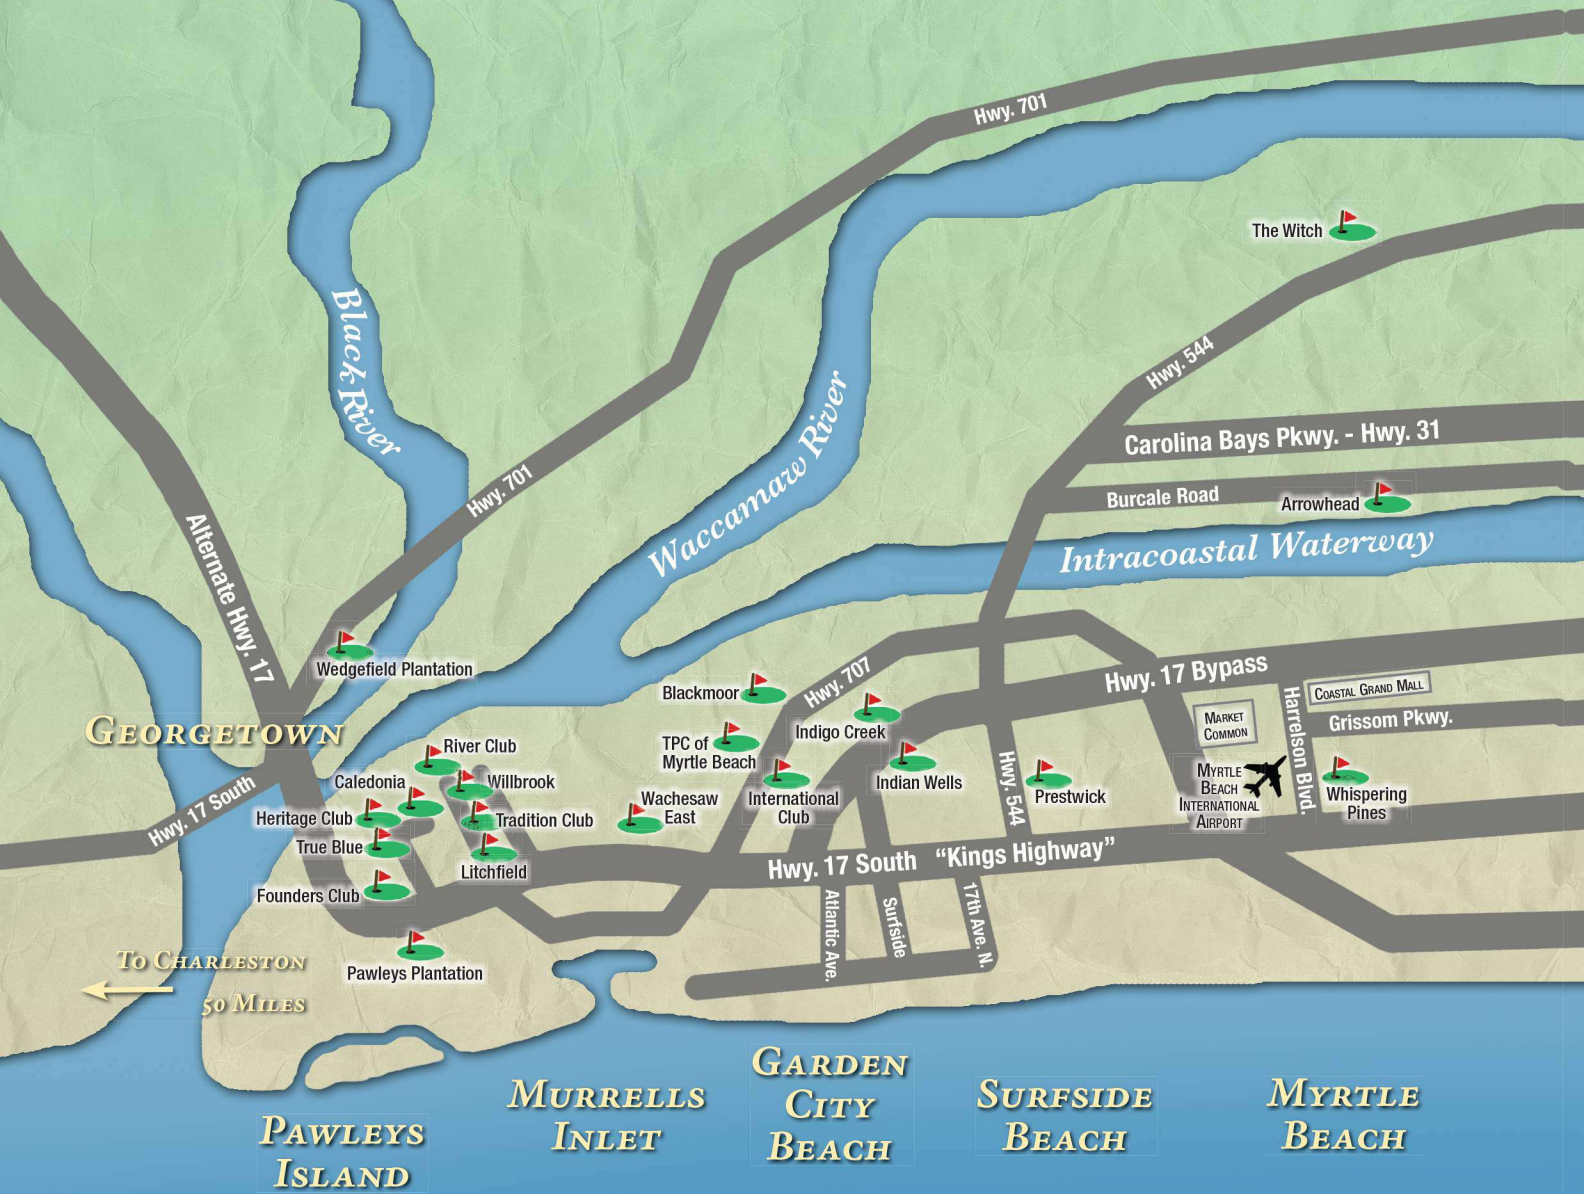 Hwy. 701
The Witch
Black River
Waccamaw River
Hwy. 544
Carolina Bays Pkwy. - Hwy. 31
Hwy. 701
Burcale Road
Arrowhead
Intracoastal Waterway
Alternate Hwy. 17
Wedgefield Plantation
Blackmoor
Hwy. 707
Hwy. 17 Bypass
Harrelson Blvd.
Coastal Grand Mall
Market
Common
Grissom Pkwy.
Georgetown
River Club
TPC of
Myrtle Beach
Indigo Creek
Indian Wells
Hwy. 544
Prestwick
Myrtle
Beach
International
Airport
Whispering
Pines
Hwy. 17 South
Caledonia
Willbrook
Heritage Club
Tradition Club
Wachesaw
East
International
Club
True Blue
Litchfield
Founders Club
Hwy. 17 South “Kings Highway”
Atlantic Ave.
Surfside
17th Ave. N.
Pawleys Plantation
To Charleston
50 Miles
Pawleys
Island
Murrells
Inlet
Garden
City
Beach
Surfside
Beach
Myrtle
Beach